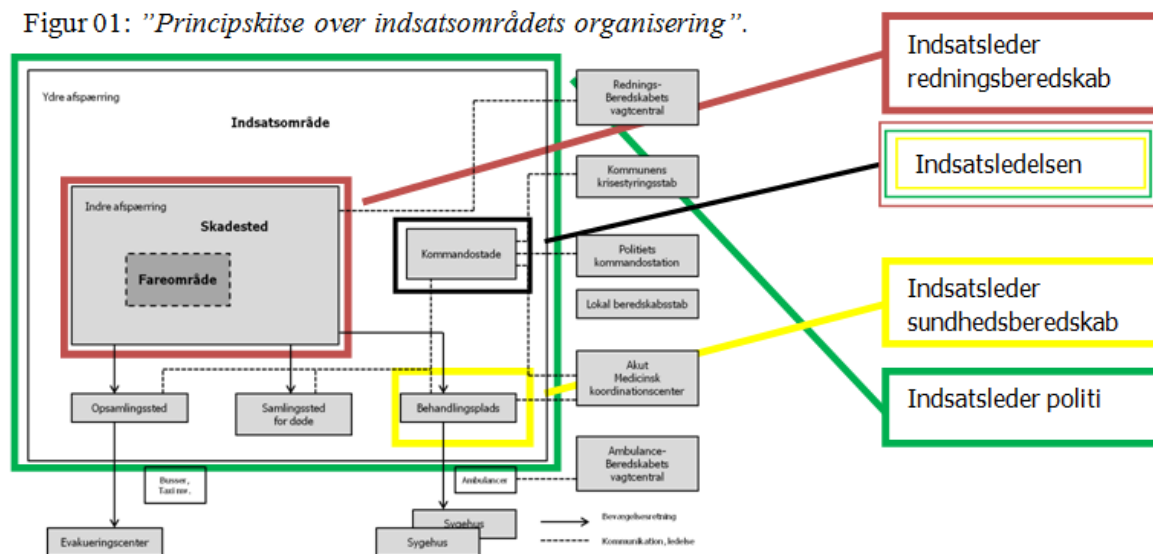 Figur 01: ”Principskitse over indsatsområdets organisering”.
Ydre afspærring
Indsatsområde
Indre afspærring
Skadested
Fareområde
Kommandostade
Opsamlingssted
Samlingssted
for døde
Behandlingsplads
Busser,
Taxi mv.
Ambulancer
Evakueringscenter
Sygehus
Sygehus
Rednings-
Beredskabets
vagtcentral
Kommunens
krisestyringsstab
Politiets
kommandostation
Lokal beredskabsstab
Akut
Medicinsk
koordinationscenter
Ambulance-
Beredskabets
vagtcentral
Bevægelsesretning
Kommunikation, ledelse
Indsatsleder
redningsberedskab
Indsatsledelsen
Indsatsleder
sundhedsberedskab
Indsatsleder politi